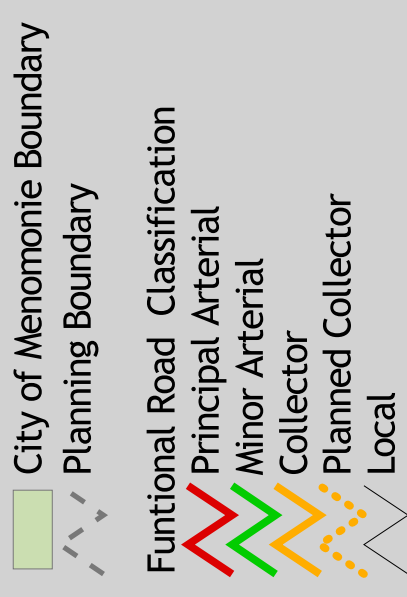 City of Menomonie Boundary
Planning Boundary
Funtional Road Classification
Principal Arterial
Minor Arterial
Collector
Planned Collector
Local